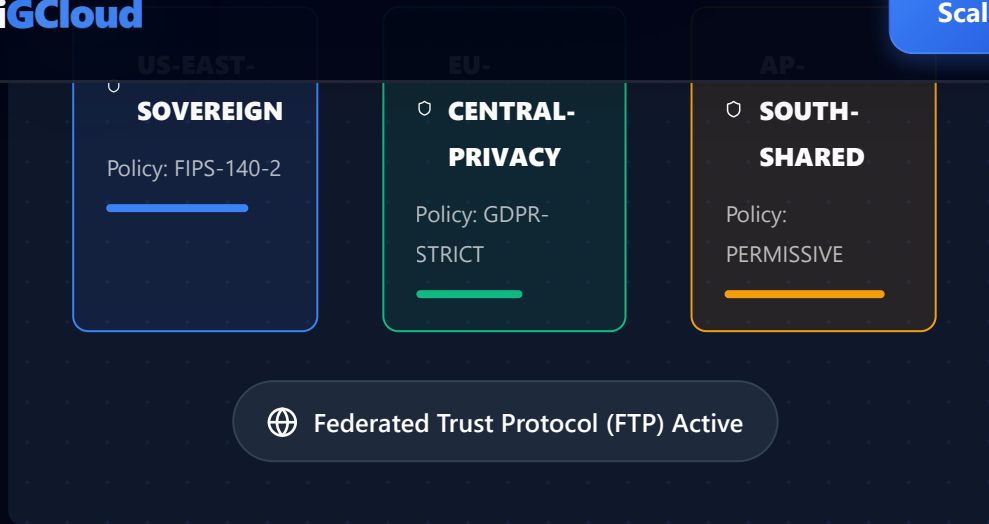 iGCloud
Scal
US-EAST-
SOVEREIGN
Policy: FIPS-140-2
EU-
CENTRAL-
PRIVACY
Policy: GDPR-
STRICT
AP-
SOUTH-
SHARED
Policy:
PERMISSIVE
Federated Trust Protocol (FTP) Active